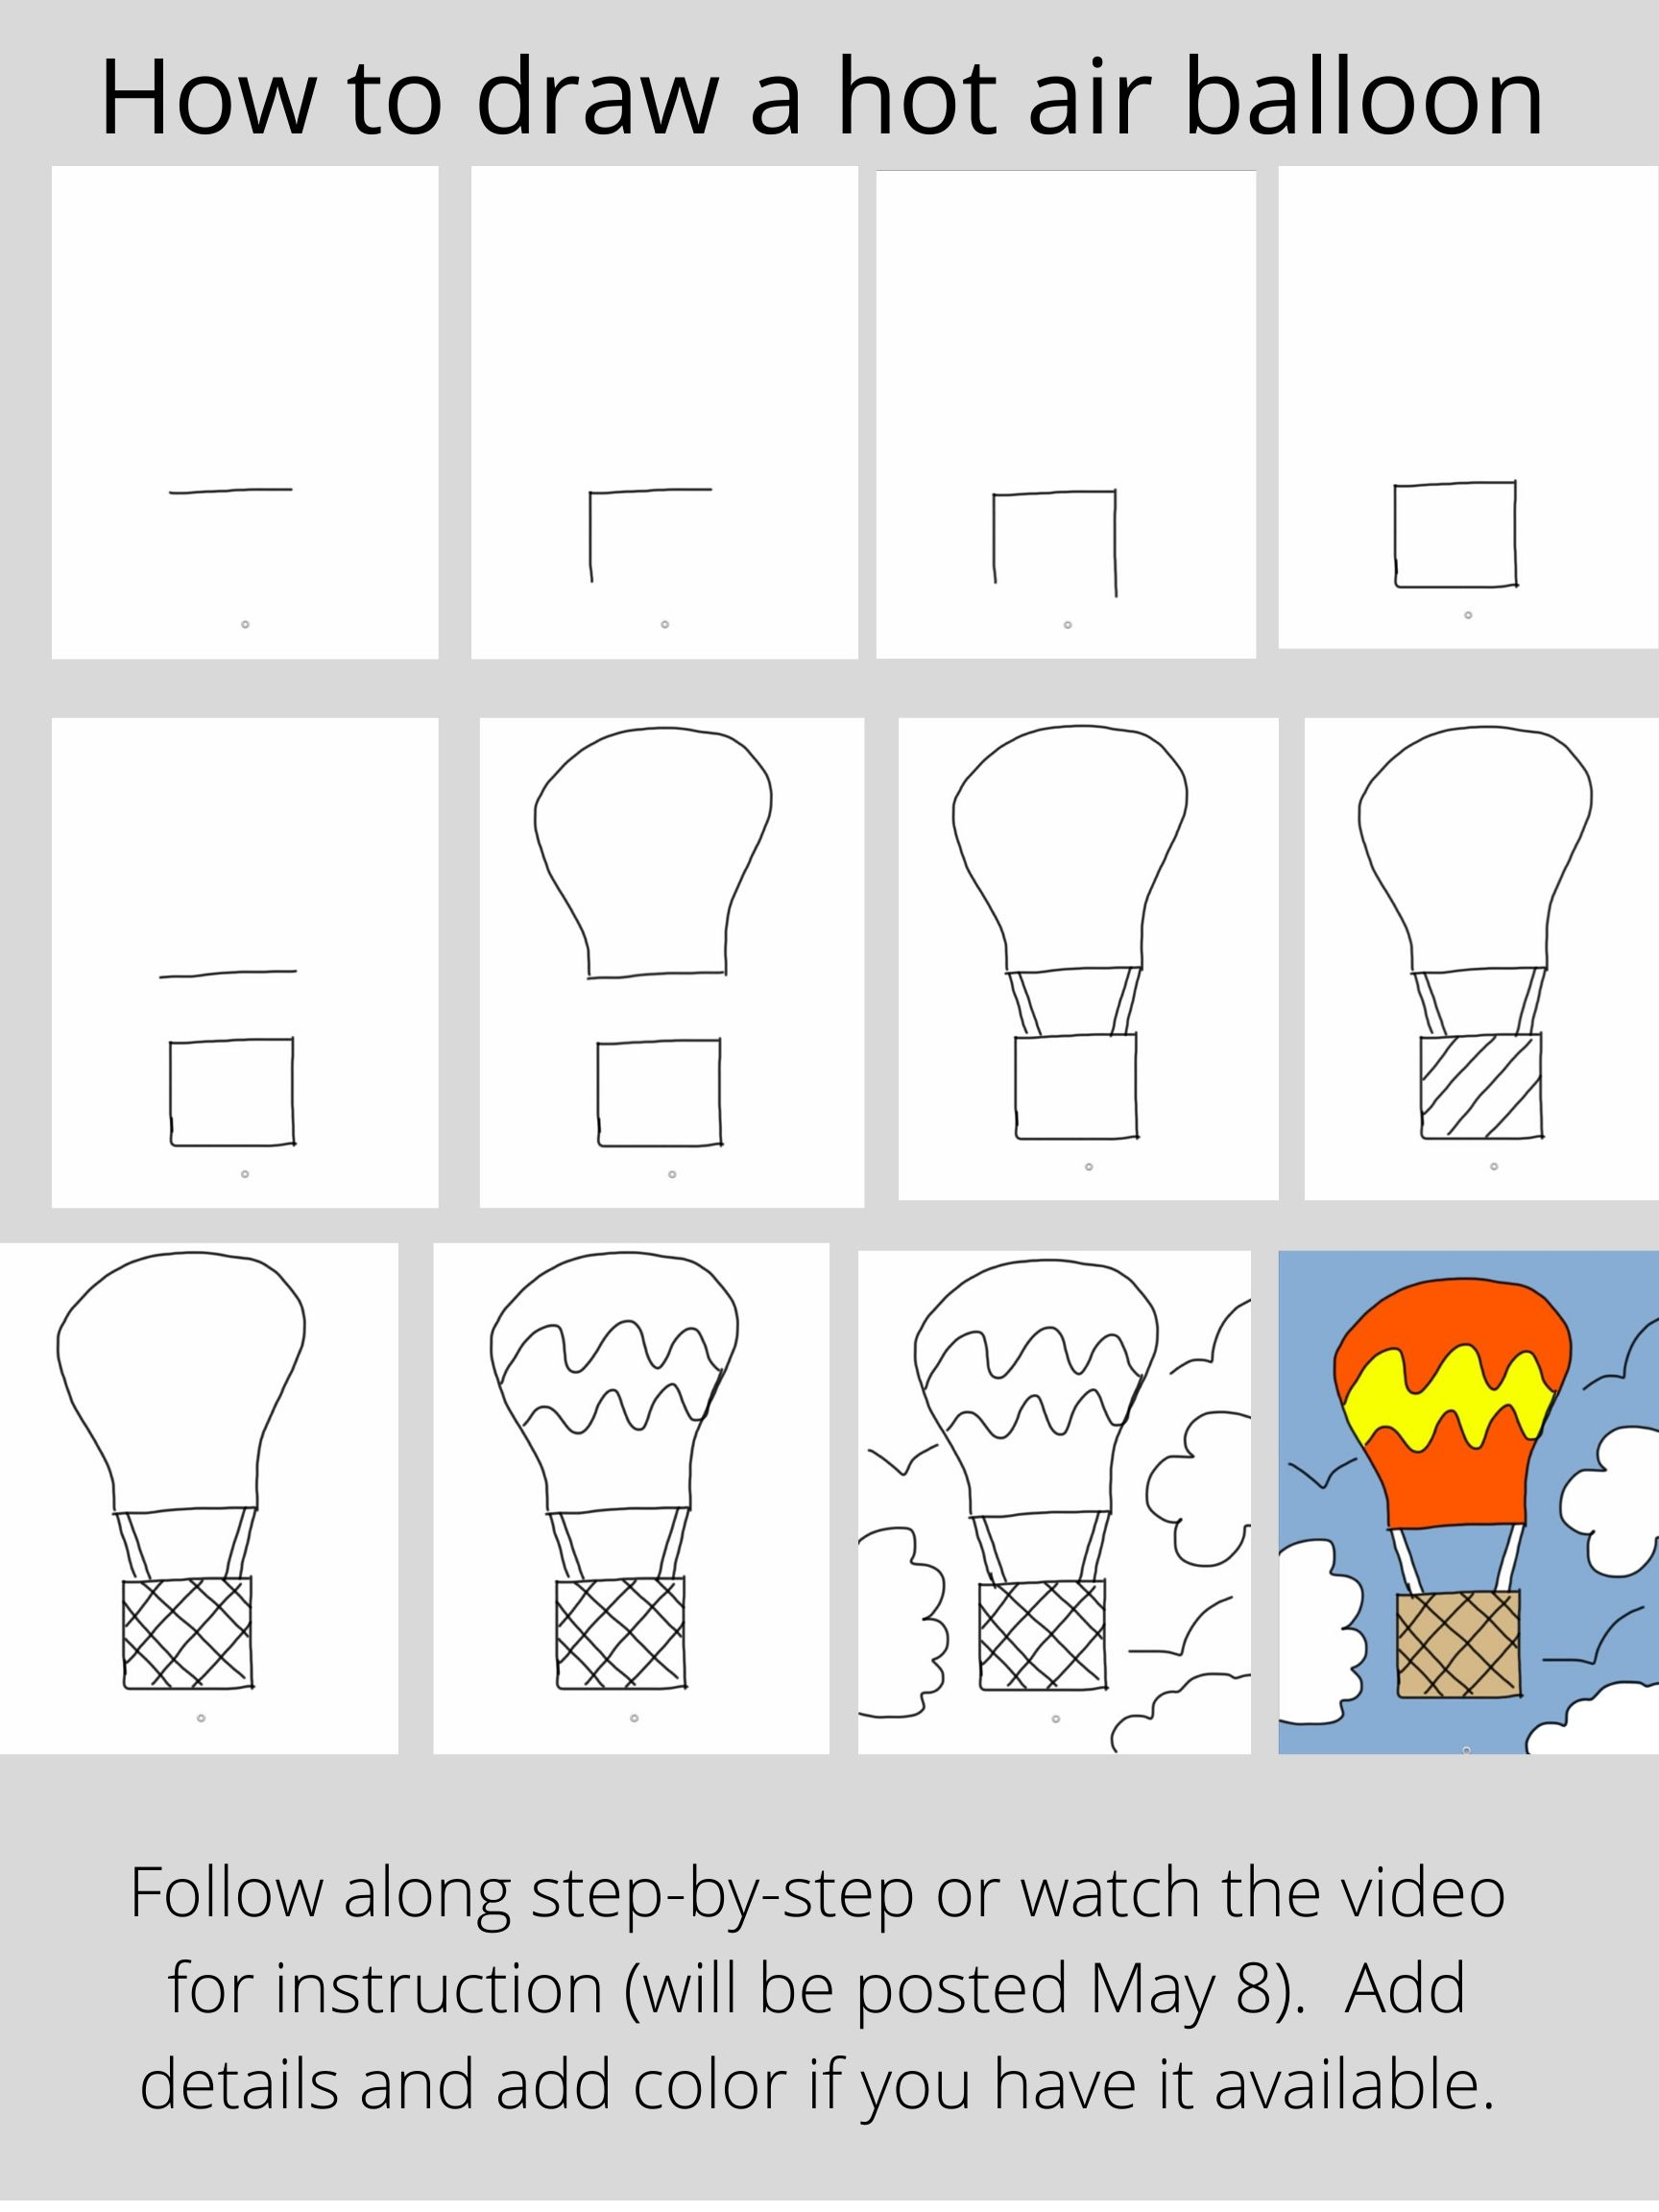 How to draw a hot air balloon
Follow along step-by-step or watch the video
for instruction (will be posted May 8).  Add
details and add color if you have it available.